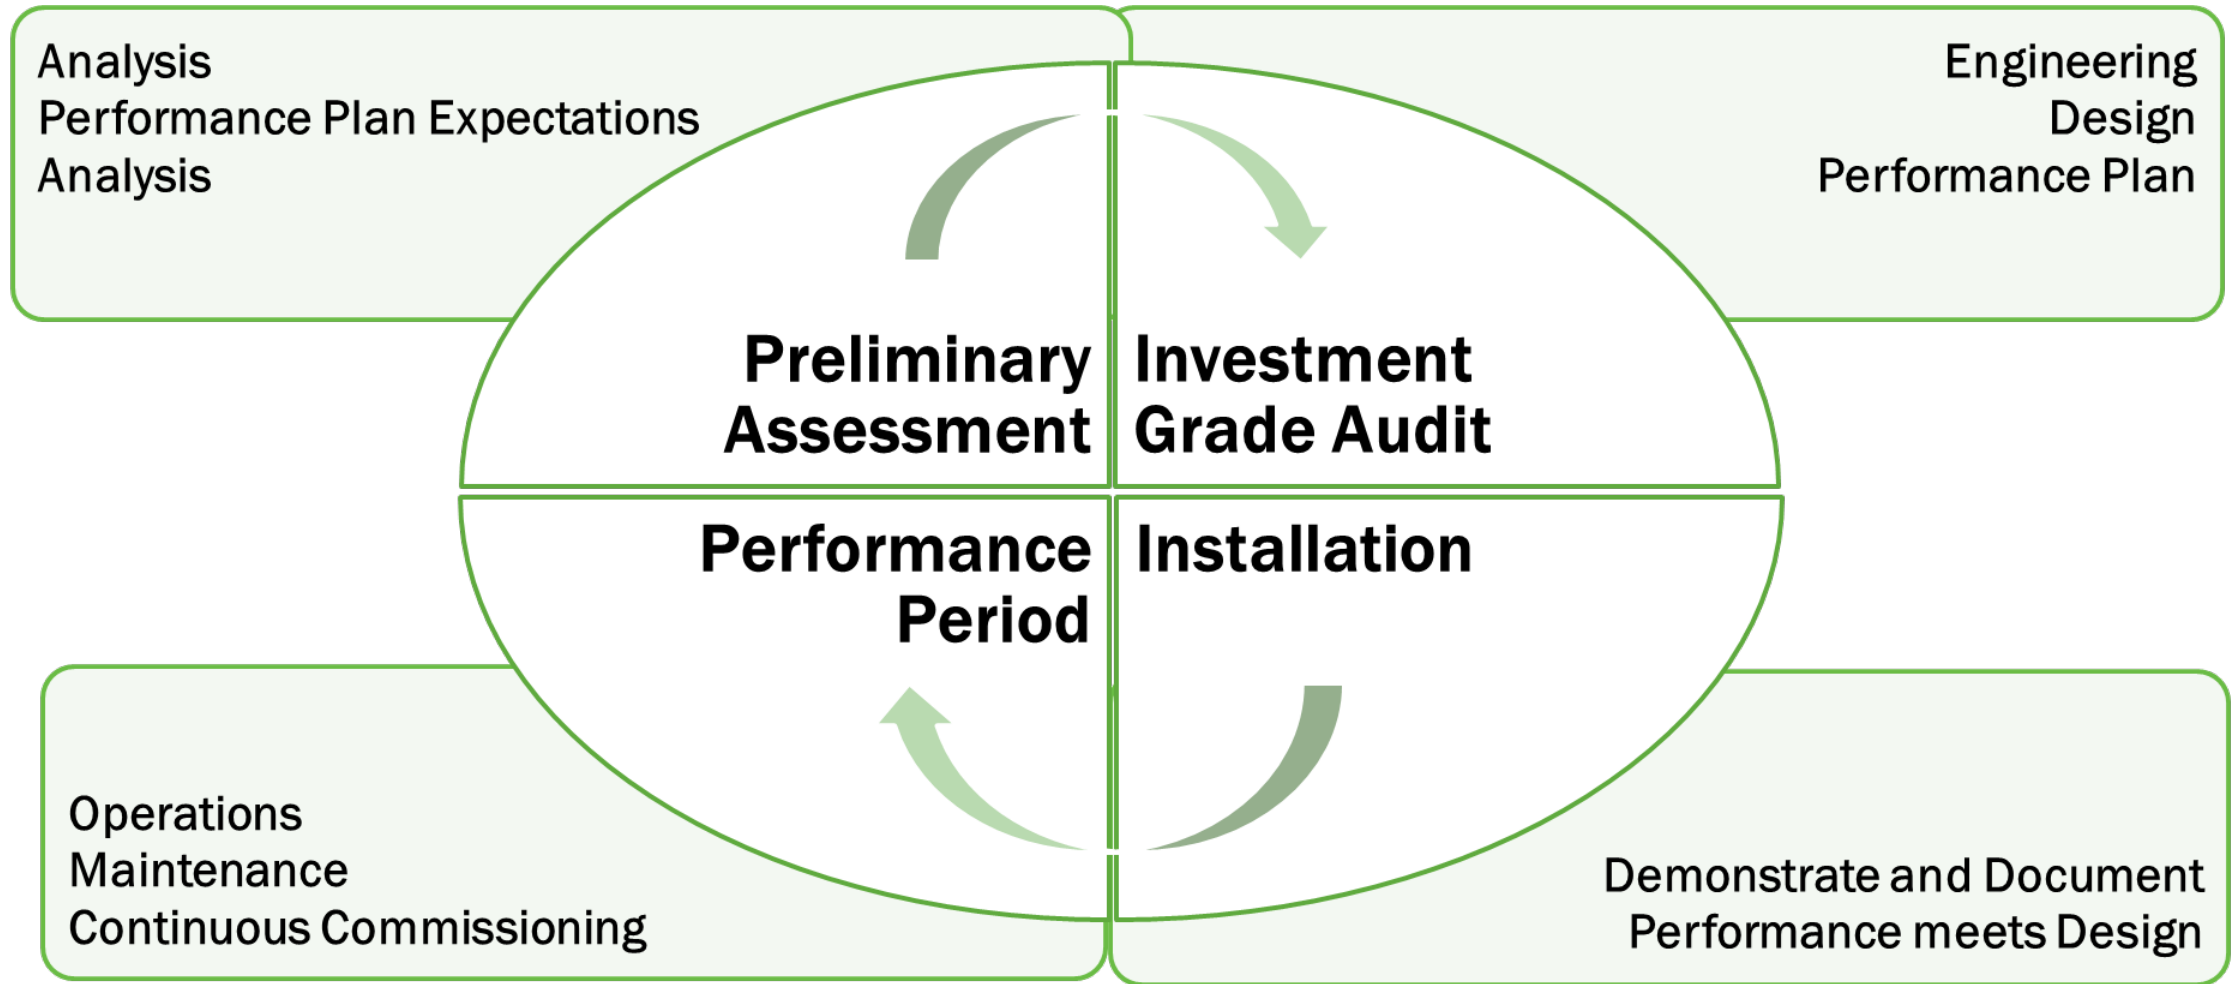 Analysis
Performance Plan Expectations
Analysis
Engineering
Design
Performance Plan
Preliminary
Assessment
Investment
Grade Audit
Performance
Period
Installation
Operations
Maintenance
Continuous Commissioning
Demonstrate and Document
Performance meets Design